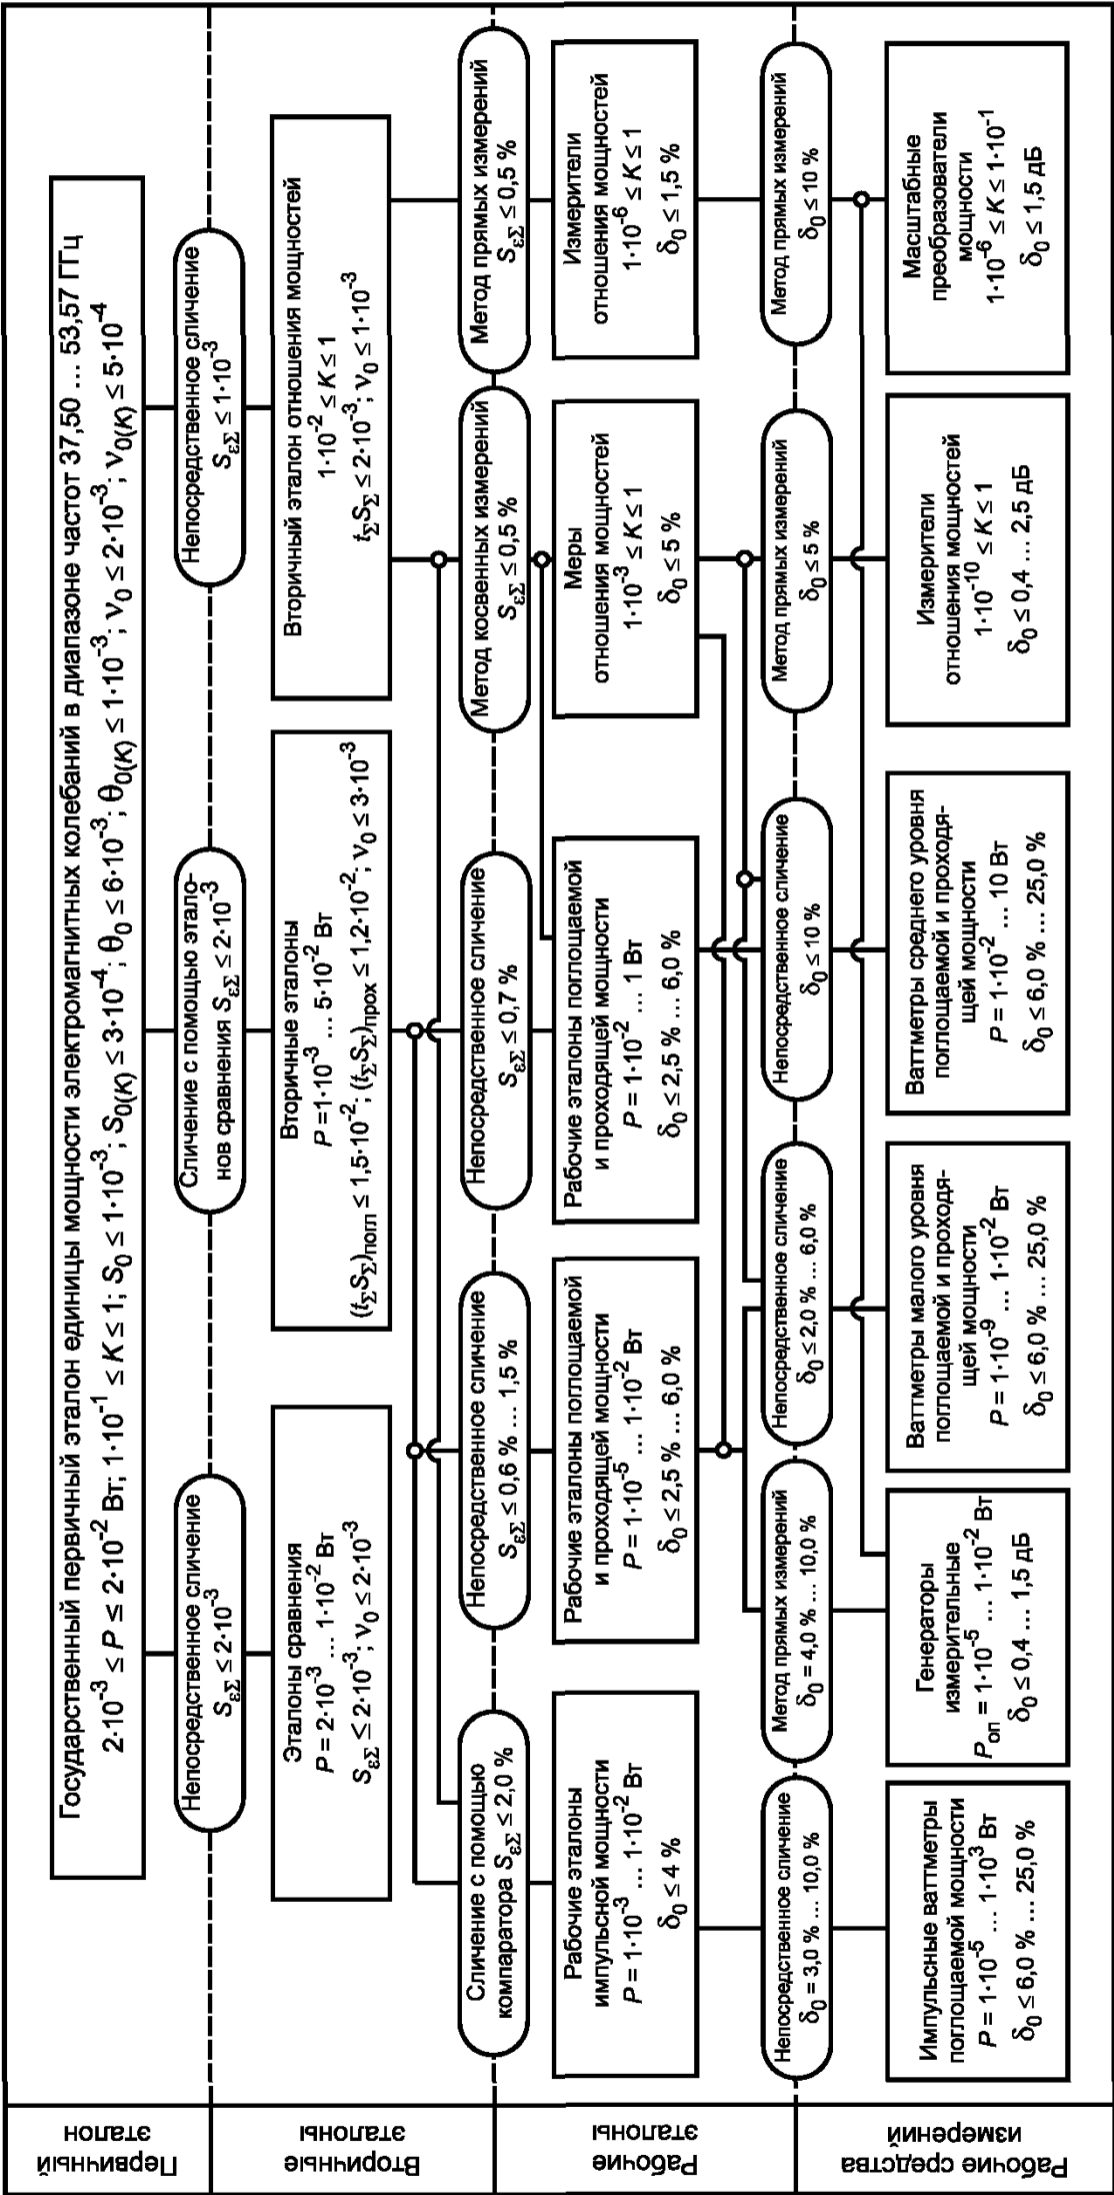 Первичный
эталон
Государственный первичный эталон единицы мощности электромагнитных колебаний в диапазоне частот 37,50 ... 53,57 ГГц
2·10⁻³ ≤ P ≤ 2·10⁻² Вт; 1·10⁻¹ ≤ K ≤ 1; S₀ ≤ 1·10⁻³; S₀₍K₎ ≤ 3·10⁻⁴; θ₀ ≤ 6·10⁻³; θ₀₍K₎ ≤ 1·10⁻³; ν₀ ≤ 2·10⁻³; ν₀₍K₎ ≤ 5·10⁻⁴
Непосредственное сличение
S_εΣ ≤ 2·10⁻³
Сличение с помощью этало-
нов сравнения S_εΣ ≤ 2·10⁻³
Непосредственное сличение
S_εΣ ≤ 1·10⁻³
Вторичные
эталоны
Эталоны сравнения
P = 2·10⁻³ ... 1·10⁻² Вт
S_εΣ ≤ 2·10⁻³; ν₀ ≤ 2·10⁻³
Вторичные эталоны
P = 1·10⁻³ ... 5·10⁻² Вт
(t_ΣS_Σ)погл ≤ 1,5·10⁻²; (t_ΣS_Σ)прох ≤ 1,2·10⁻²; ν₀ ≤ 3·10⁻³
Вторичный эталон отношения мощностей
1·10⁻² ≤ K ≤ 1
t_ΣS_Σ ≤ 2·10⁻³; ν₀ ≤ 1·10⁻³
Сличение с помощью
компаратора S_εΣ ≤ 2,0 %
Непосредственное сличение
S_εΣ ≤ 0,6 % ... 1,5 %
Непосредственное сличение
S_εΣ ≤ 0,7 %
Метод косвенных измерений
S_εΣ ≤ 0,5 %
Метод прямых измерений
S_εΣ ≤ 0,5 %
Рабочие
эталоны
Рабочие эталоны
импульсной мощности
P = 1·10⁻³ ... 1·10⁻² Вт
δ₀ ≤ 4 %
Рабочие эталоны поглощаемой
и проходящей мощности
P = 1·10⁻⁵ ... 1·10⁻² Вт
δ₀ ≤ 2,5 % ... 6,0 %
Рабочие эталоны поглощаемой
и проходящей мощности
P = 1·10⁻² ... 1 Вт
δ₀ ≤ 2,5 % ... 6,0 %
Меры
отношения мощностей
1·10⁻³ ≤ K ≤ 1
δ₀ ≤ 5 %
Измерители
отношения мощностей
1·10⁻⁶ ≤ K ≤ 1
δ₀ ≤ 1,5 %
Непосредственное сличение
δ₀ = 3,0 % ... 10,0 %
Метод прямых измерений
δ₀ = 4,0 % ... 10,0 %
Непосредственное сличение
δ₀ ≤ 2,0 % ... 6,0 %
Непосредственное сличение
δ₀ ≤ 10 %
Метод прямых измерений
δ₀ ≤ 5 %
Метод прямых измерений
δ₀ ≤ 10 %
Рабочие средства
измерений
Импульсные ваттметры
поглощаемой мощности
P = 1·10⁻⁵ ... 1·10³ Вт
δ₀ ≤ 6,0 % ... 25,0 %
Генераторы
измерительные
Pоп = 1·10⁻⁵ ... 1·10⁻² Вт
δ₀ ≤ 0,4 ... 1,5 дБ
Ваттметры малого уровня
поглощаемой и проходя-
щей мощности
P = 1·10⁻⁹ ... 1·10⁻² Вт
δ₀ ≤ 6,0 % ... 25,0 %
Ваттметры среднего уровня
поглощаемой и проходя-
щей мощности
P = 1·10⁻² ... 10 Вт
δ₀ ≤ 6,0 % ... 25,0 %
Измерители
отношения мощностей
1·10⁻¹⁰ ≤ K ≤ 1
δ₀ ≤ 0,4 ... 2,5 дБ
Масштабные
преобразователи
мощности
1·10⁻⁶ ≤ K ≤ 1·10⁻¹
δ₀ ≤ 1,5 дБ